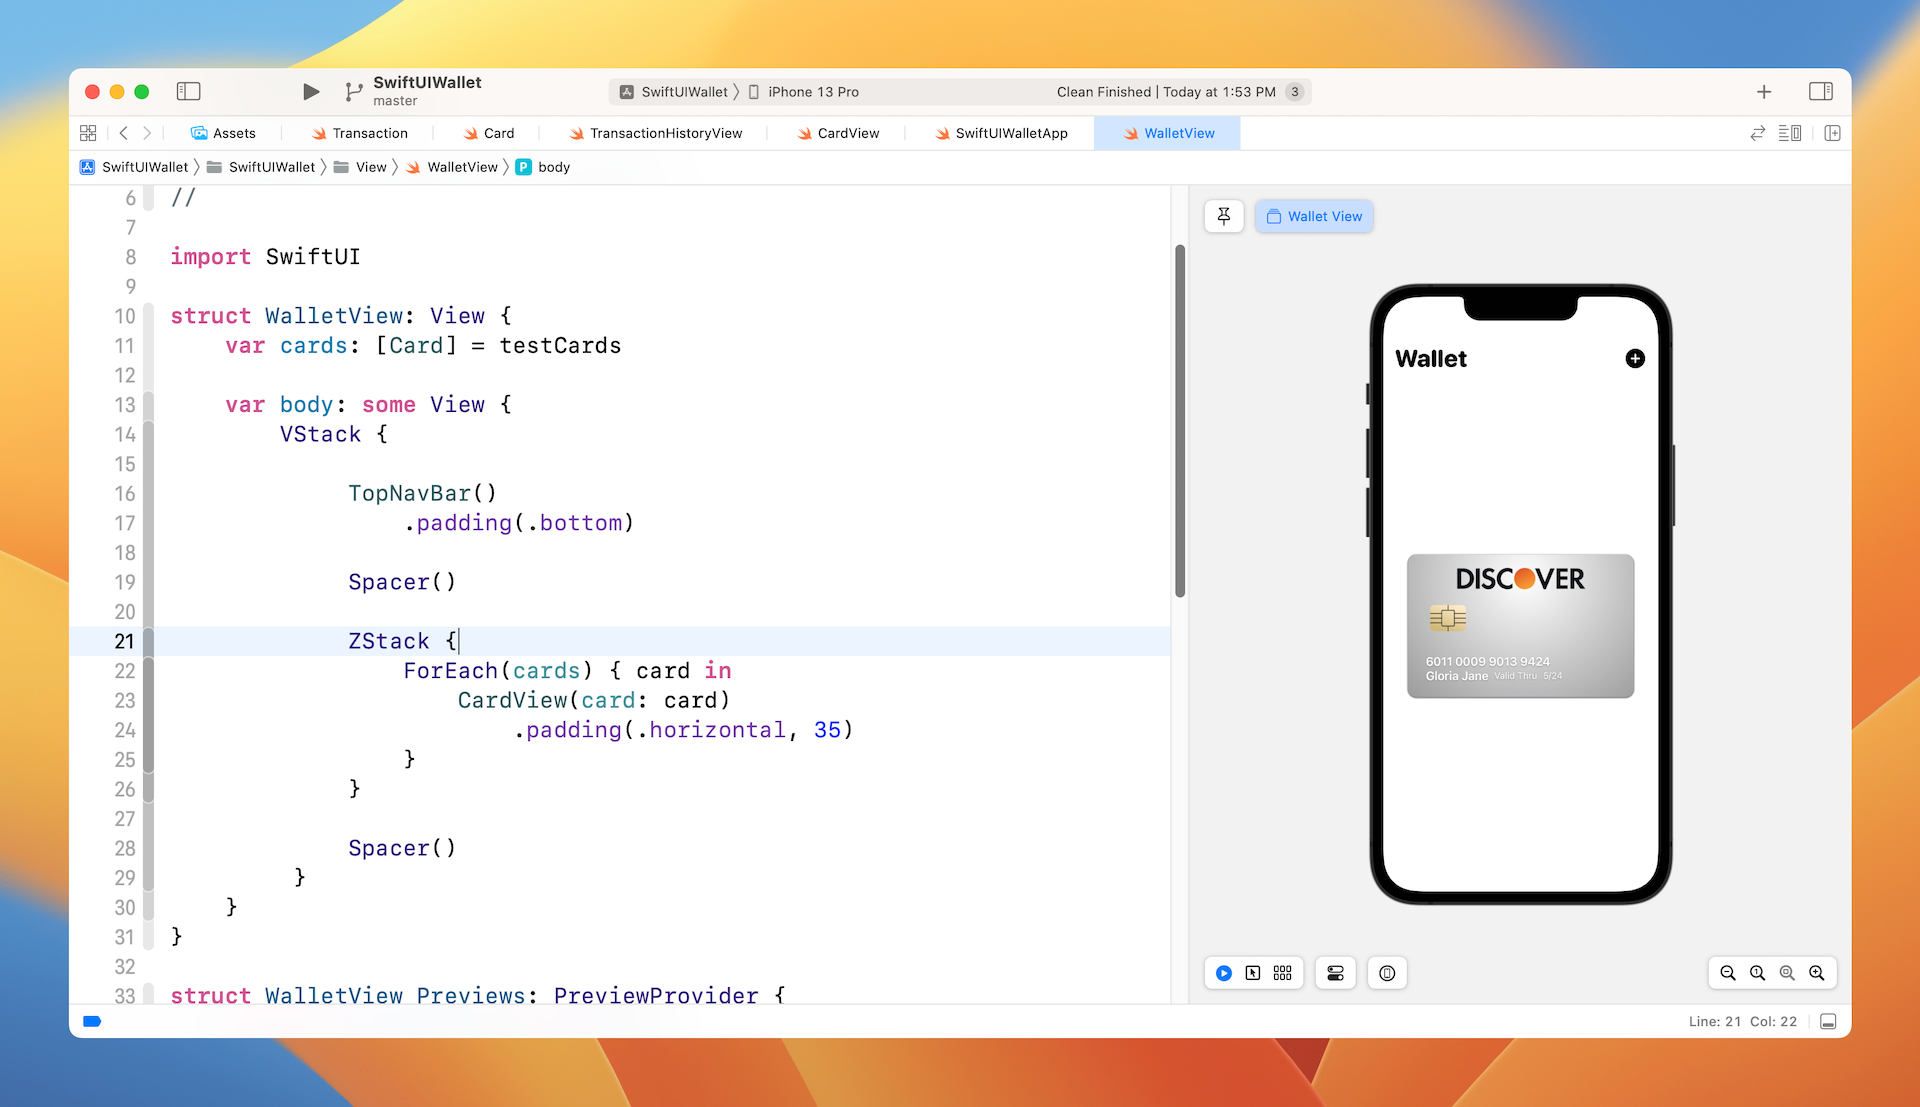 SwiftUIWallet
master
SwiftUIWallet 〉 iPhone 13 Pro
Clean Finished | Today at 1:53 PM 3
Assets Transaction Card TransactionHistoryView CardView SwiftUIWalletApp WalletView
SwiftUIWallet 〉 SwiftUIWallet 〉 View 〉 WalletView 〉 P body
6 //
7
8 import SwiftUI
9
10 struct WalletView: View {
11     var cards: [Card] = testCards
12
13     var body: some View {
14         VStack {
15
16             TopNavBar()
17                 .padding(.bottom)
18
19             Spacer()
20
21             ZStack {
22                 ForEach(cards) { card in
23                     CardView(card: card)
24                         .padding(.horizontal, 35)
25                 }
26             }
27
28             Spacer()
29         }
30     }
31 }
32
33 struct WalletView_Previews: PreviewProvider {
Wallet View
Wallet
DISCOVER
6011 0009 9013 9424
Gloria Jane Valid Thru 5/24
Line: 21 Col: 22